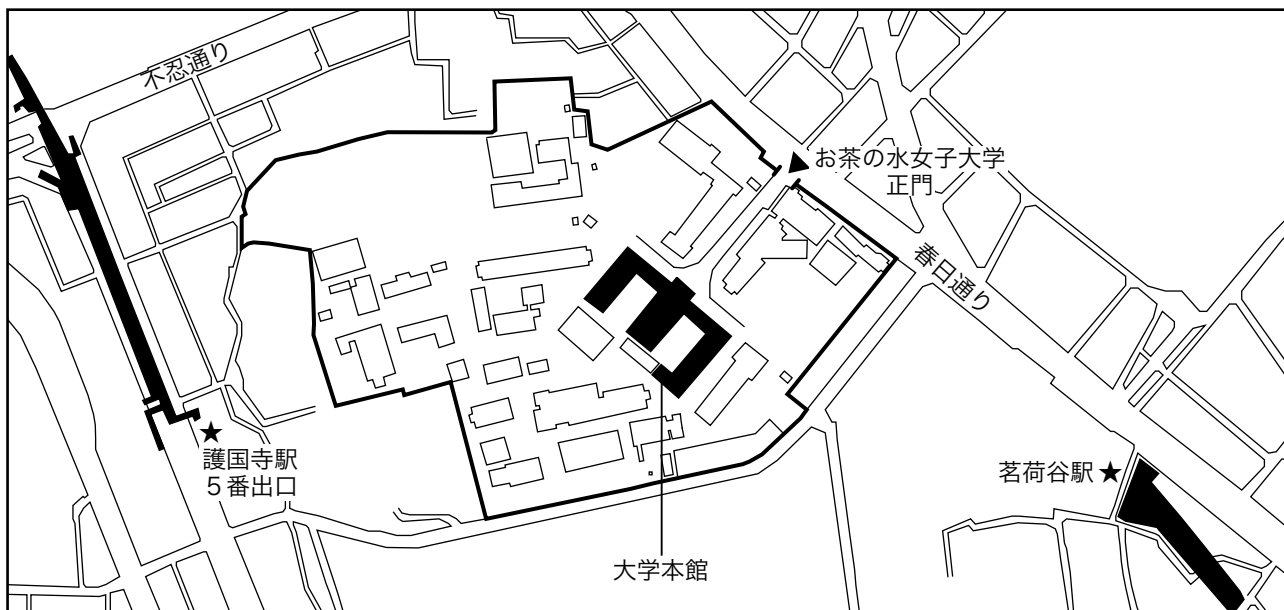 不忍通り
お茶の水女子大学
正門
春日通り
護国寺駅
５番出口
茗荷谷駅
大学本館